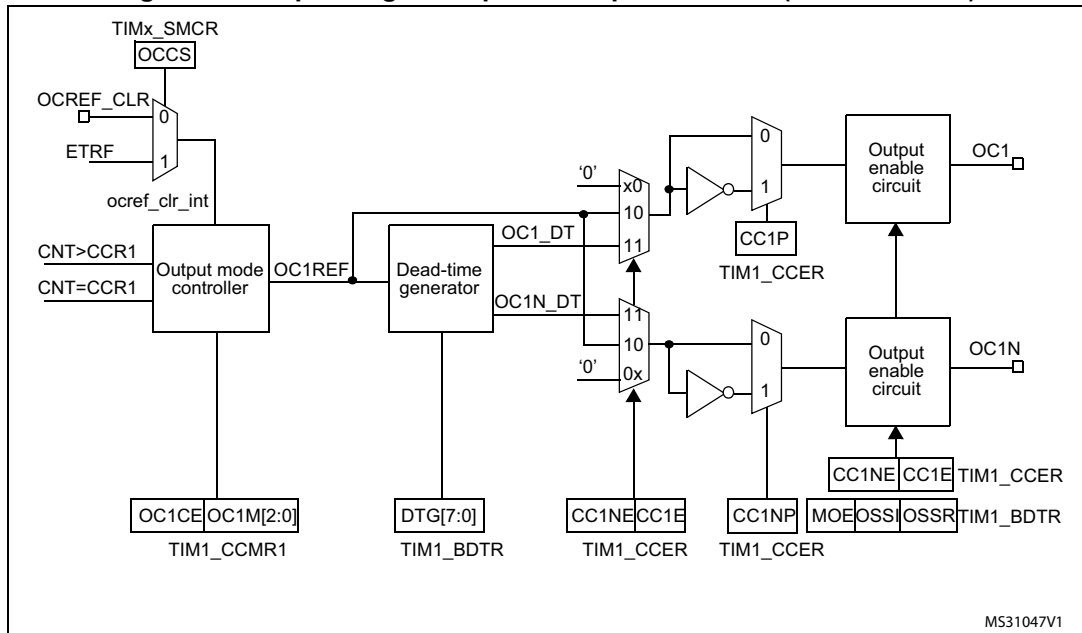 TIMx_SMCR
OCCS
OCREF_CLR
0
ETRF
1
ocref_clr_int
CNT>CCR1
CNT=CCR1
Output mode
controller
OC1REF
Dead-time
generator
OC1_DT
OC1N_DT
‘0’
x0
10
11
11
10
‘0’
0x
0
1
CC1P
TIM1_CCER
0
1
Output
enable
circuit
OC1
Output
enable
circuit
OC1N
CC1NE CC1E TIM1_CCER
OC1CE OC1M[2:0]
TIM1_CCMR1
DTG[7:0]
TIM1_BDTR
CC1NE CC1E
TIM1_CCER
CC1NP
TIM1_CCER
MOE OSSI OSSR TIM1_BDTR
MS31047V1